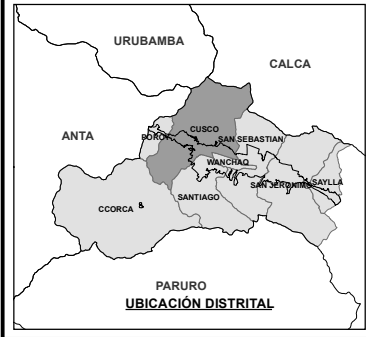 URUBAMBA
CALCA
ANTA
CUSCO
POROY
SAN SEBASTIAN
WANCHAQ
SAN JERONIMO
SAYLLA
CCORCA
SANTIAGO
PARURO
UBICACIÓN DISTRITAL